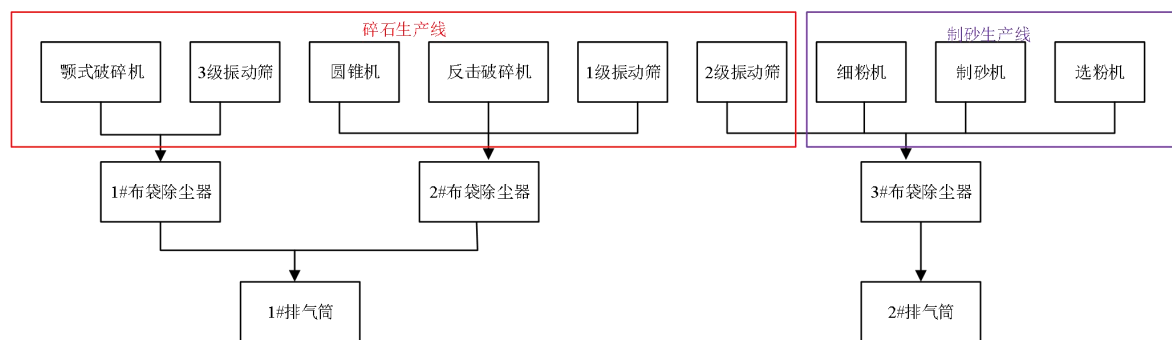 碎石生产线
制砂生产线
颚式破碎机
3级振动筛
圆锥机
反击破碎机
1级振动筛
2级振动筛
细粉机
制砂机
选粉机
1#布袋除尘器
2#布袋除尘器
3#布袋除尘器
1#排气筒
2#排气筒